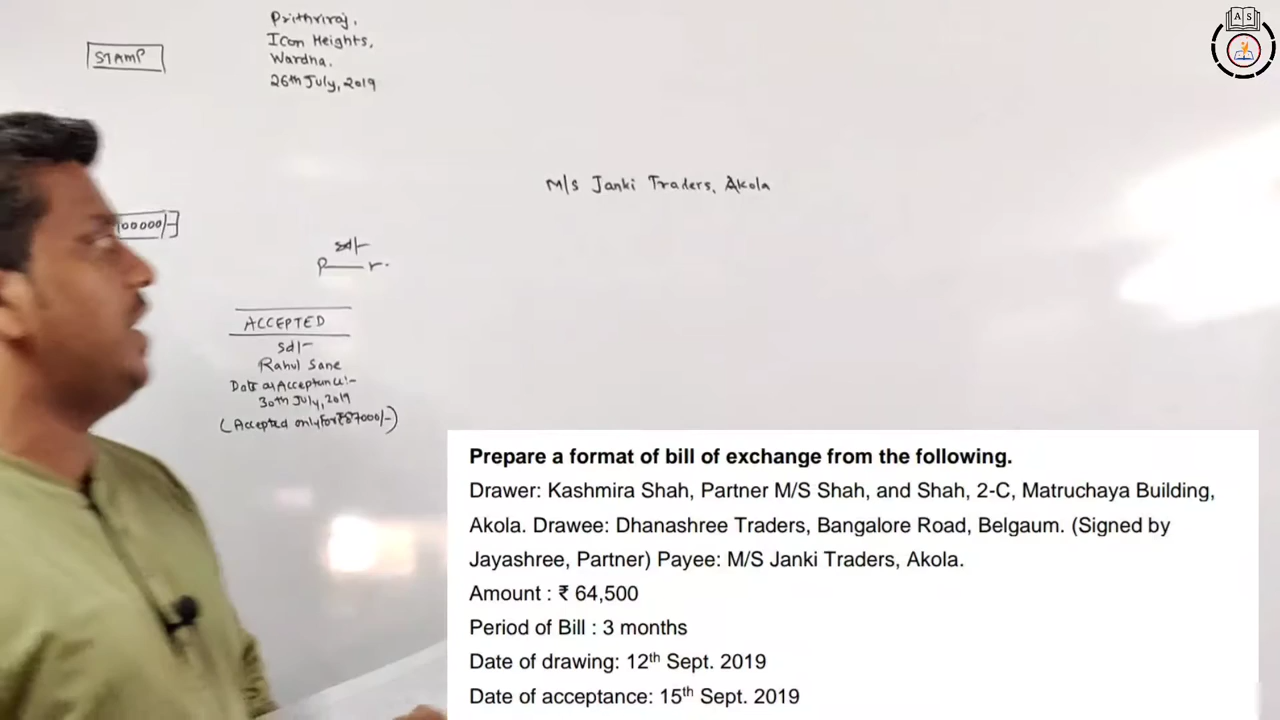 A S
STAMP
Prithviraj,
Icon Heights,
Wardha.
26th July, 2019
M/S Janki Traders, Akola
00000/-
sd/-
P r.
ACCEPTED
sd/-
Rahul Sane
Date of Acceptance:-
30th July, 2019
(Accepted only for ₹87000/-)
Prepare a format of bill of exchange from the following.
Drawer: Kashmira Shah, Partner M/S Shah, and Shah, 2-C, Matruchaya Building,
Akola. Drawee: Dhanashree Traders, Bangalore Road, Belgaum. (Signed by
Jayashree, Partner) Payee: M/S Janki Traders, Akola.
Amount : ₹ 64,500
Period of Bill : 3 months
Date of drawing: 12th Sept. 2019
Date of acceptance: 15th Sept. 2019